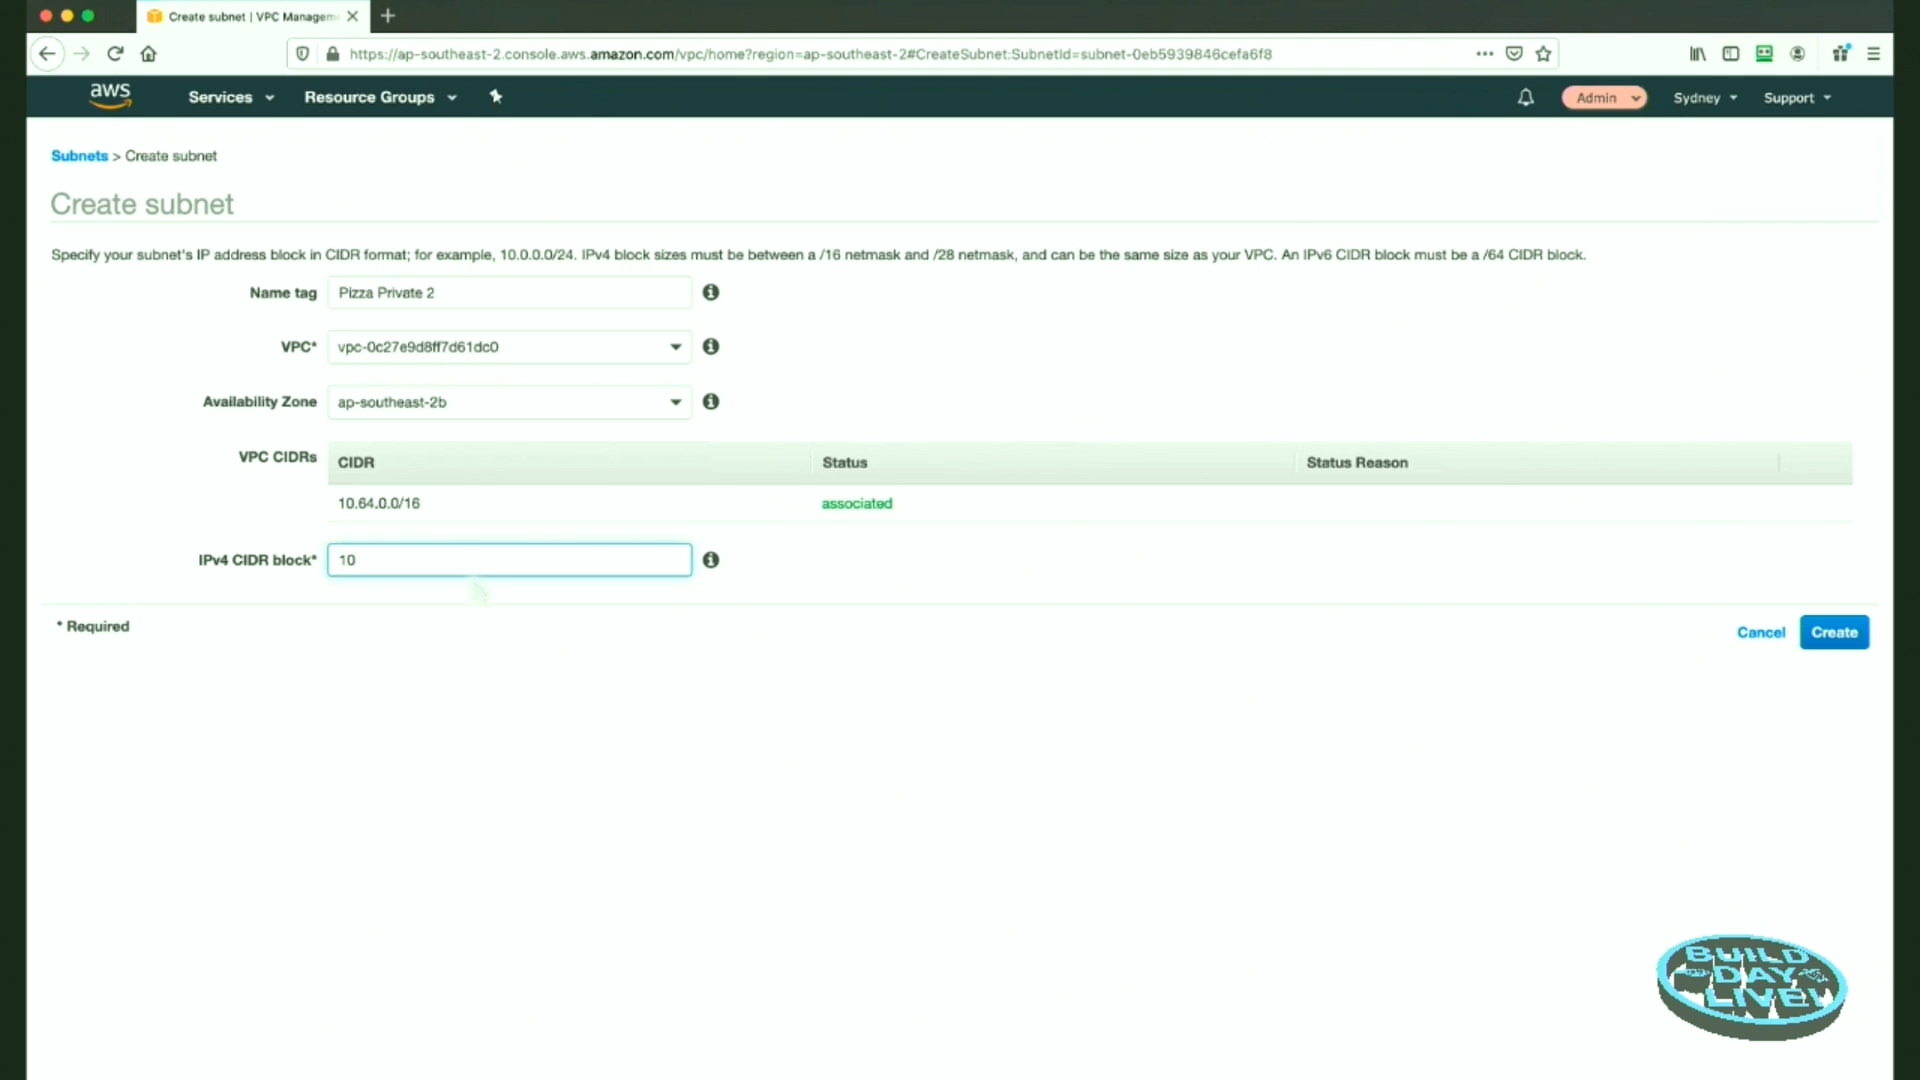 Create subnet | VPC Managem
https://ap-southeast-2.console.aws.amazon.com/vpc/home?region=ap-southeast-2#CreateSubnet:SubnetId=subnet-0eb5939846cefa6f8
aws Services Resource Groups Admin Sydney Support
Subnets > Create subnet
Create subnet
Specify your subnet's IP address block in CIDR format; for example, 10.0.0.0/24. IPv4 block sizes must be between a /16 netmask and /28 netmask, and can be the same size as your VPC. An IPv6 CIDR block must be a /64 CIDR block.
Name tag Pizza Private 2
VPC* vpc-0c27e9d8ff7d61dc0
Availability Zone ap-southeast-2b
VPC CIDRs CIDR Status Status Reason
10.64.0.0/16 associated
IPv4 CIDR block* 10
* Required
Cancel Create
BUILD
DAY
LIVE!